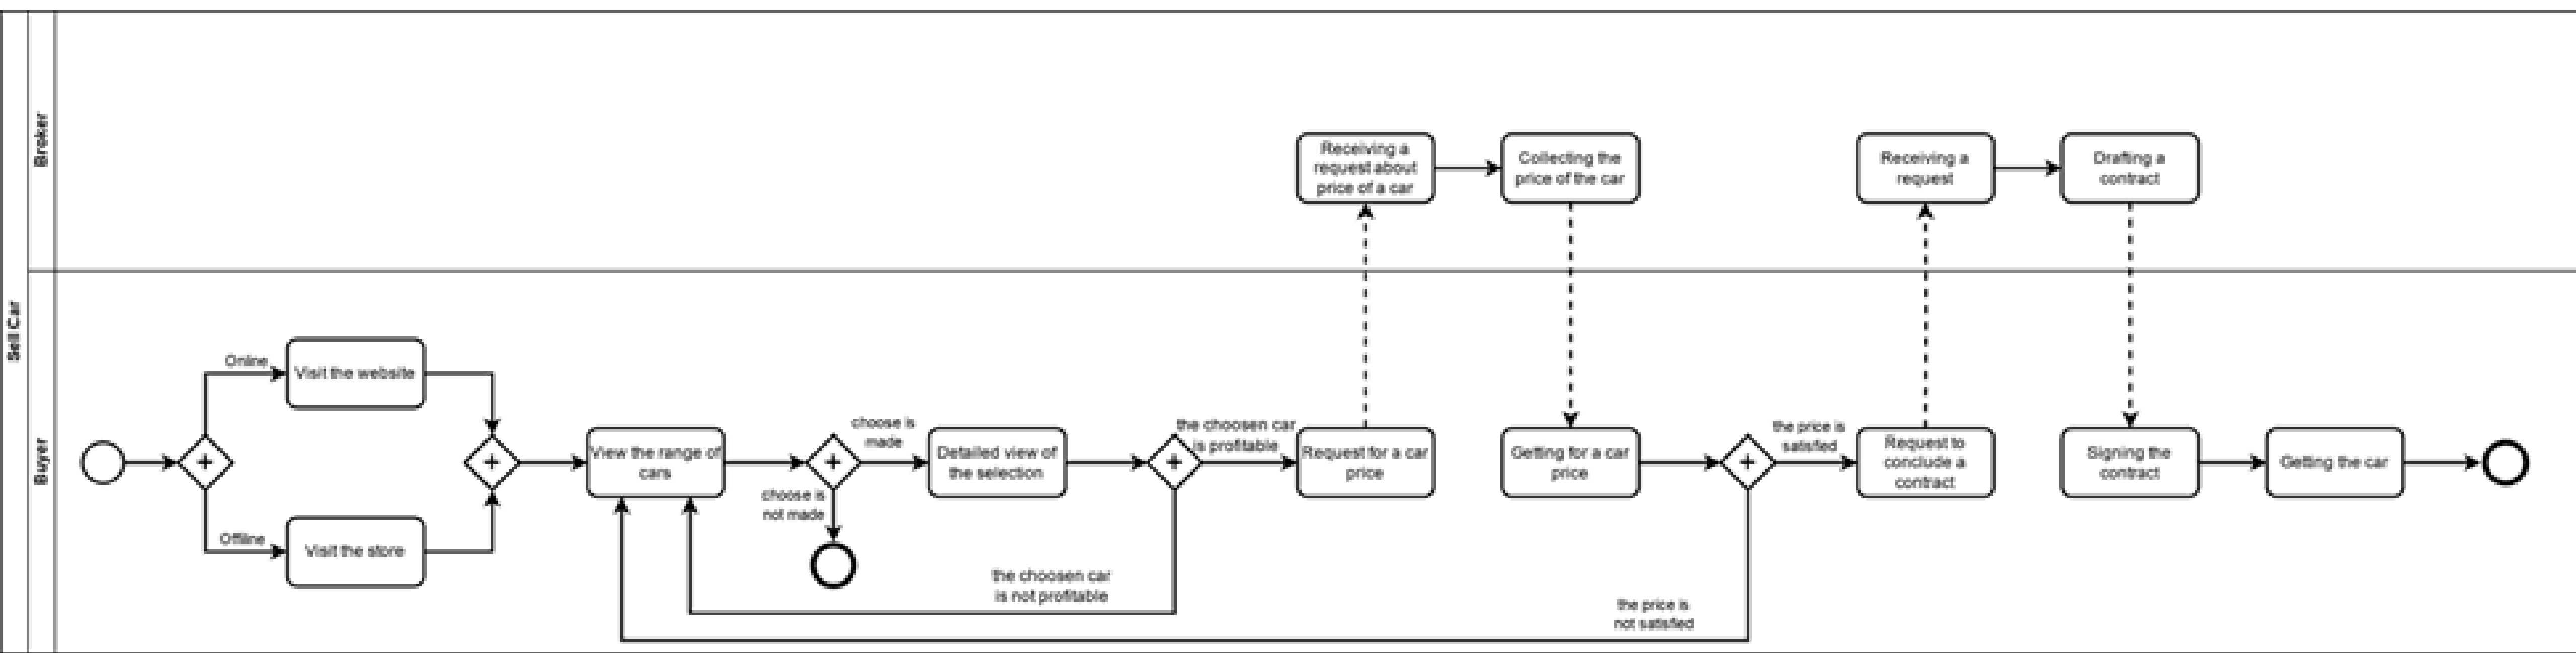 Sell Car
Broker
Buyer
Receiving a
request about
price of a car
Collecting the
price of the car
Receiving a
request
Drafting a
contract
Online
Visit the website
Offline
Visit the store
View the range of
cars
choose is
made
choose is
not made
Detailed view of
the selection
the choosen car
is profitable
the choosen car
is not profitable
Request for a car
price
Getting for a car
price
the price is
satisfied
the price is
not satisfied
Request to
conclude a
contract
Signing the
contract
Getting the car